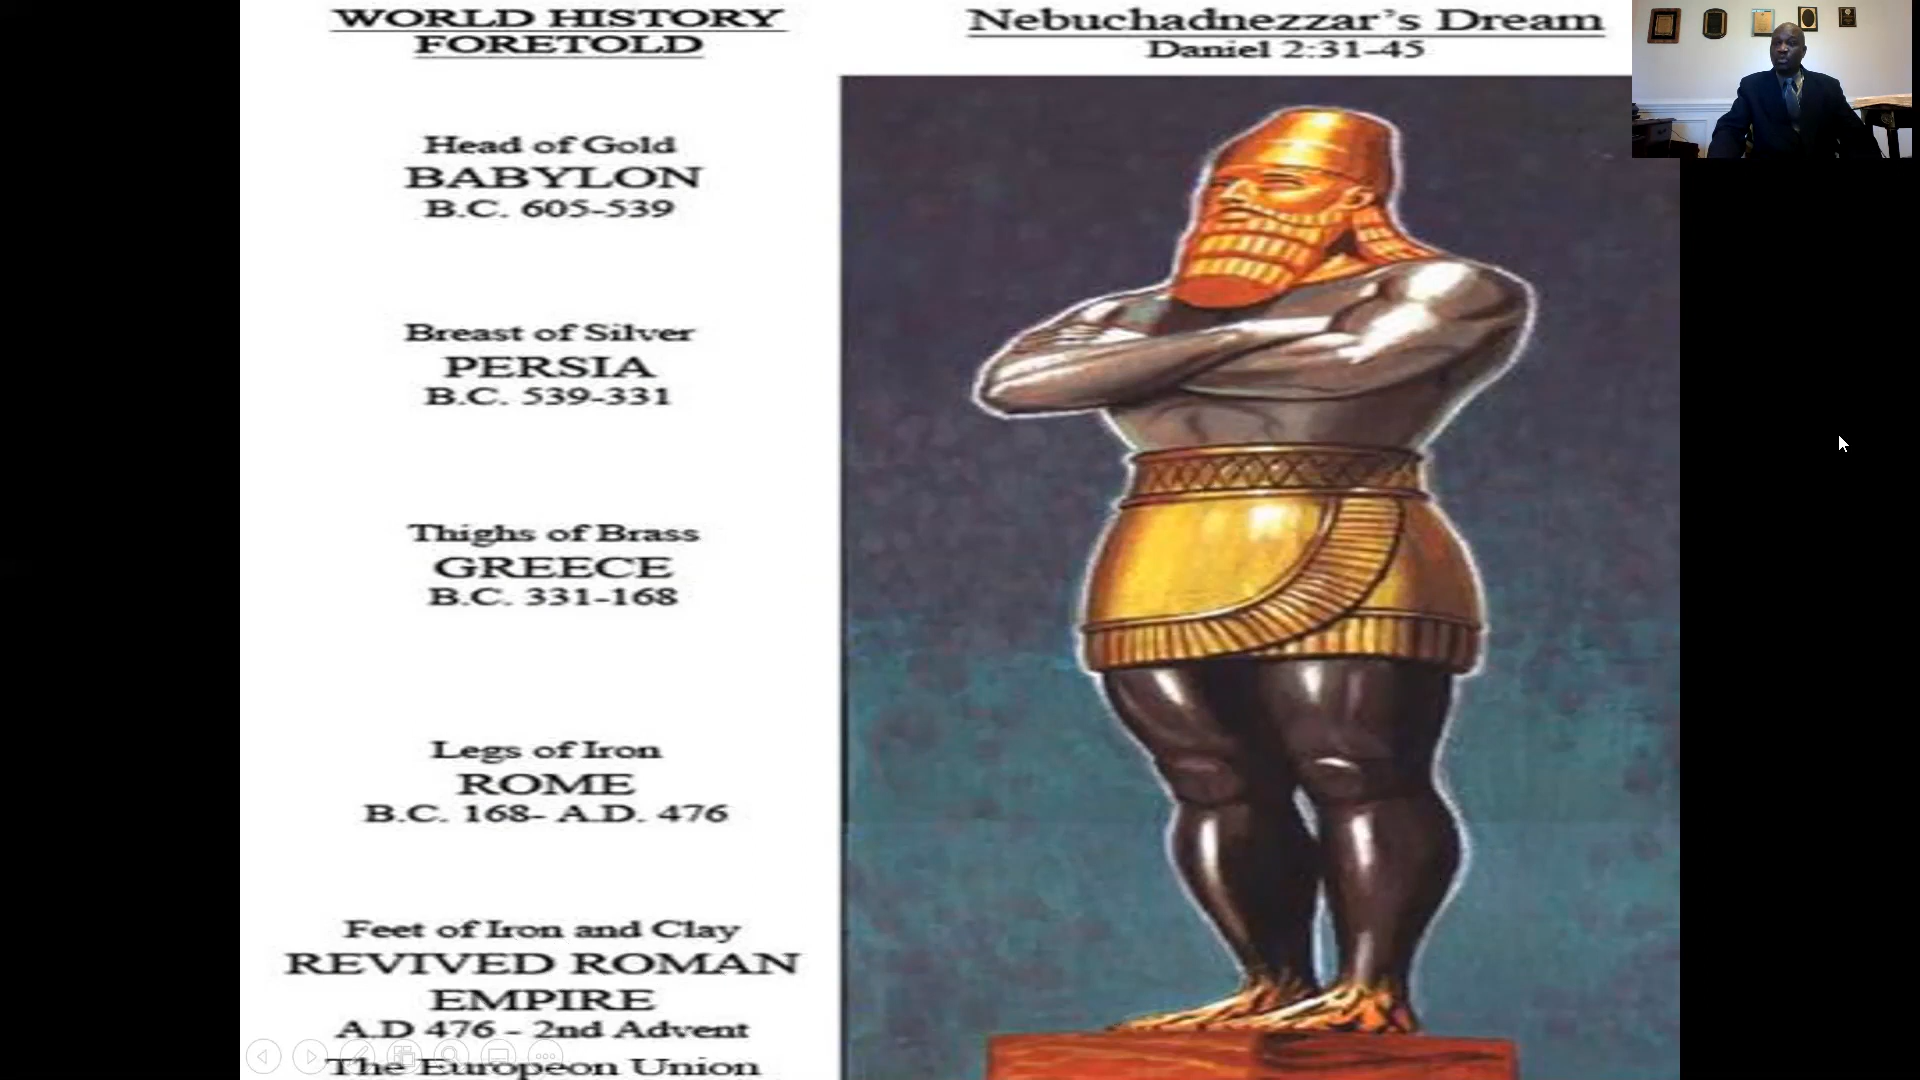 WORLD HISTORY
FORETOLD
Nebuchadnezzar's Dream
Daniel 2:31-45
Head of Gold
BABYLON
B.C. 605-539
Breast of Silver
PERSIA
B.C. 539-331
Thighs of Brass
GREECE
B.C. 331-168
Legs of Iron
ROME
B.C. 168- A.D. 476
Feet of Iron and Clay
REVIVED ROMAN
EMPIRE
A.D 476 - 2nd Advent
The Europeon Union